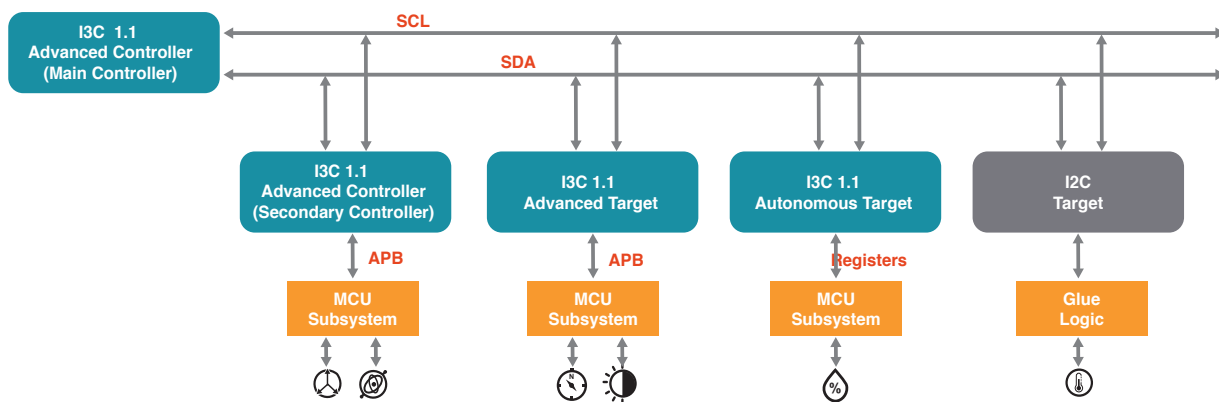 I3C 1.1
Advanced Controller
(Main Controller)
SCL
SDA
I3C 1.1
Advanced Controller
(Secondary Controller)
I3C 1.1
Advanced Target
I3C 1.1
Autonomous Target
I2C
Target
APB
APB
Registers
MCU
Subsystem
MCU
Subsystem
MCU
Subsystem
Glue
Logic
N
%